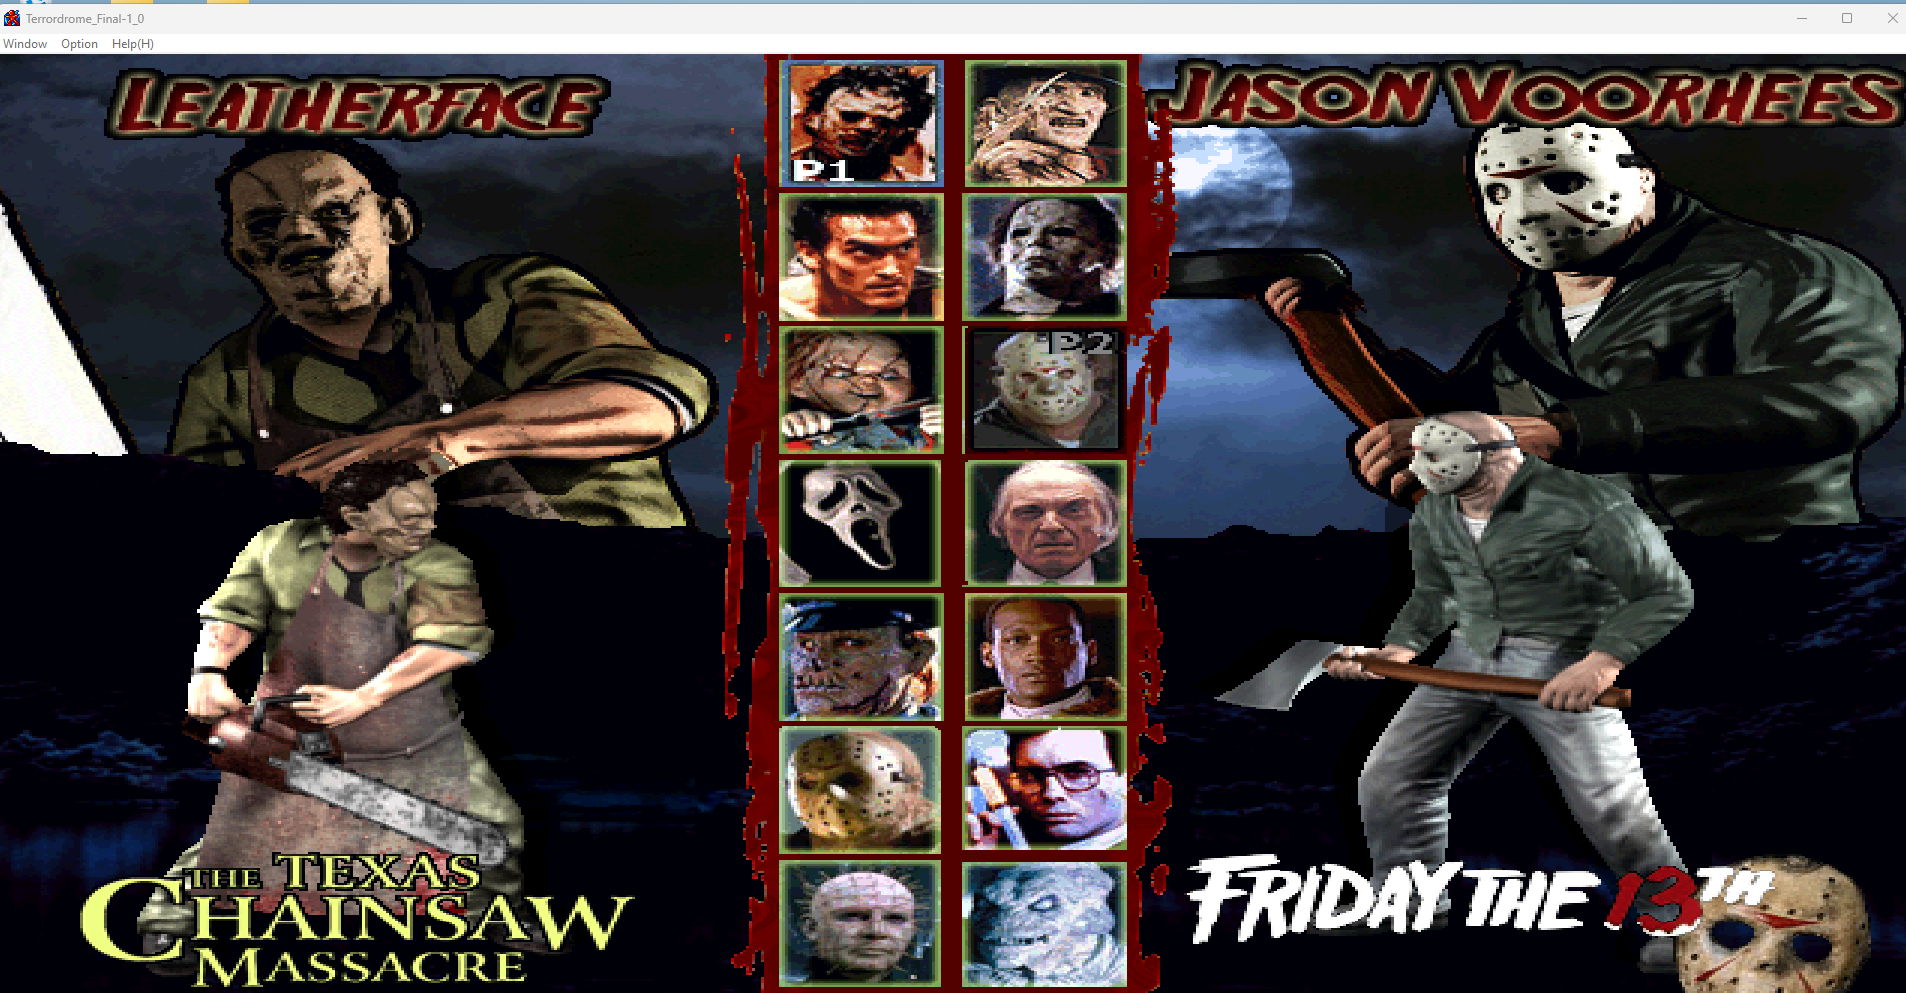 Terrordrome_Final-1_0
Window Option Help(H)
LEATHERFACE
JASON VOORHEES
P1
P2
THE TEXAS
CHAINSAW
MASSACRE
FRIDAY THE 13TH